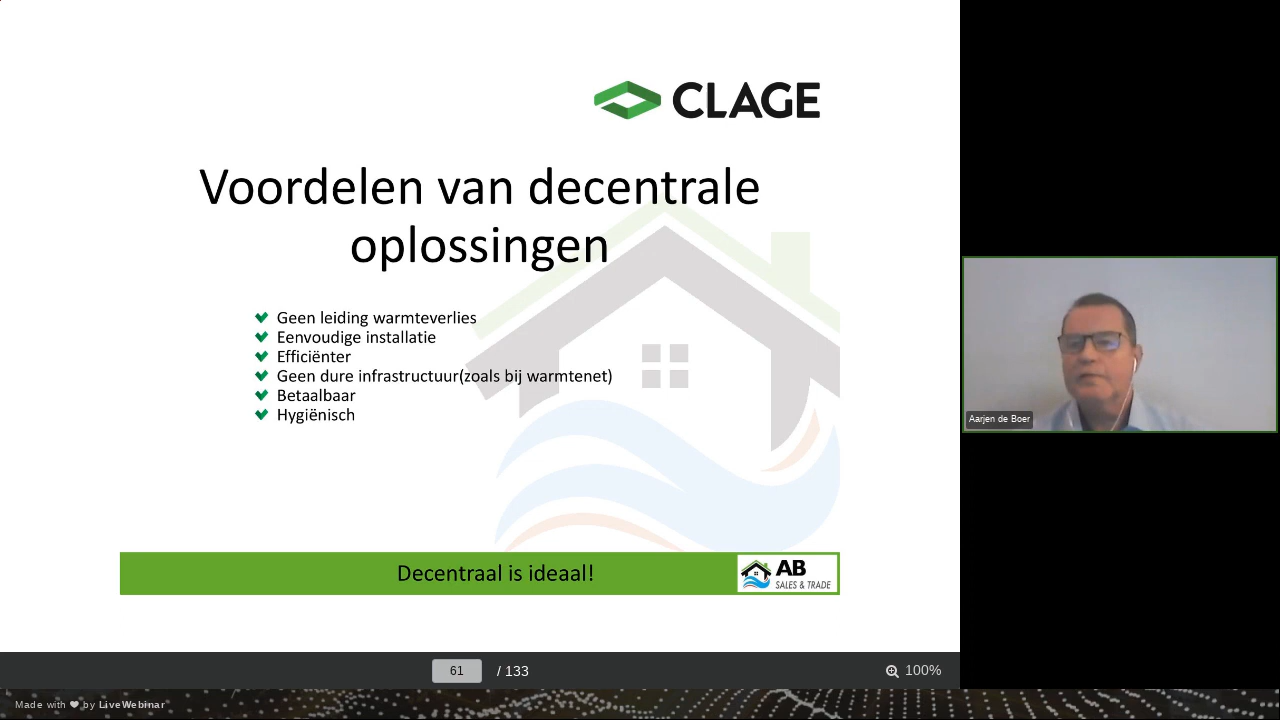 CLAGE
Voordelen van decentrale
oplossingen
Geen leiding warmteverlies
Eenvoudige installatie
Efficiënter
Geen dure infrastructuur(zoals bij warmtenet)
Betaalbaar
Hygiënisch
Decentraal is ideaal!
AB
SALES & TRADE
Aarjen de Boer
61 / 133
100%
Made with ❤ by LiveWebinar